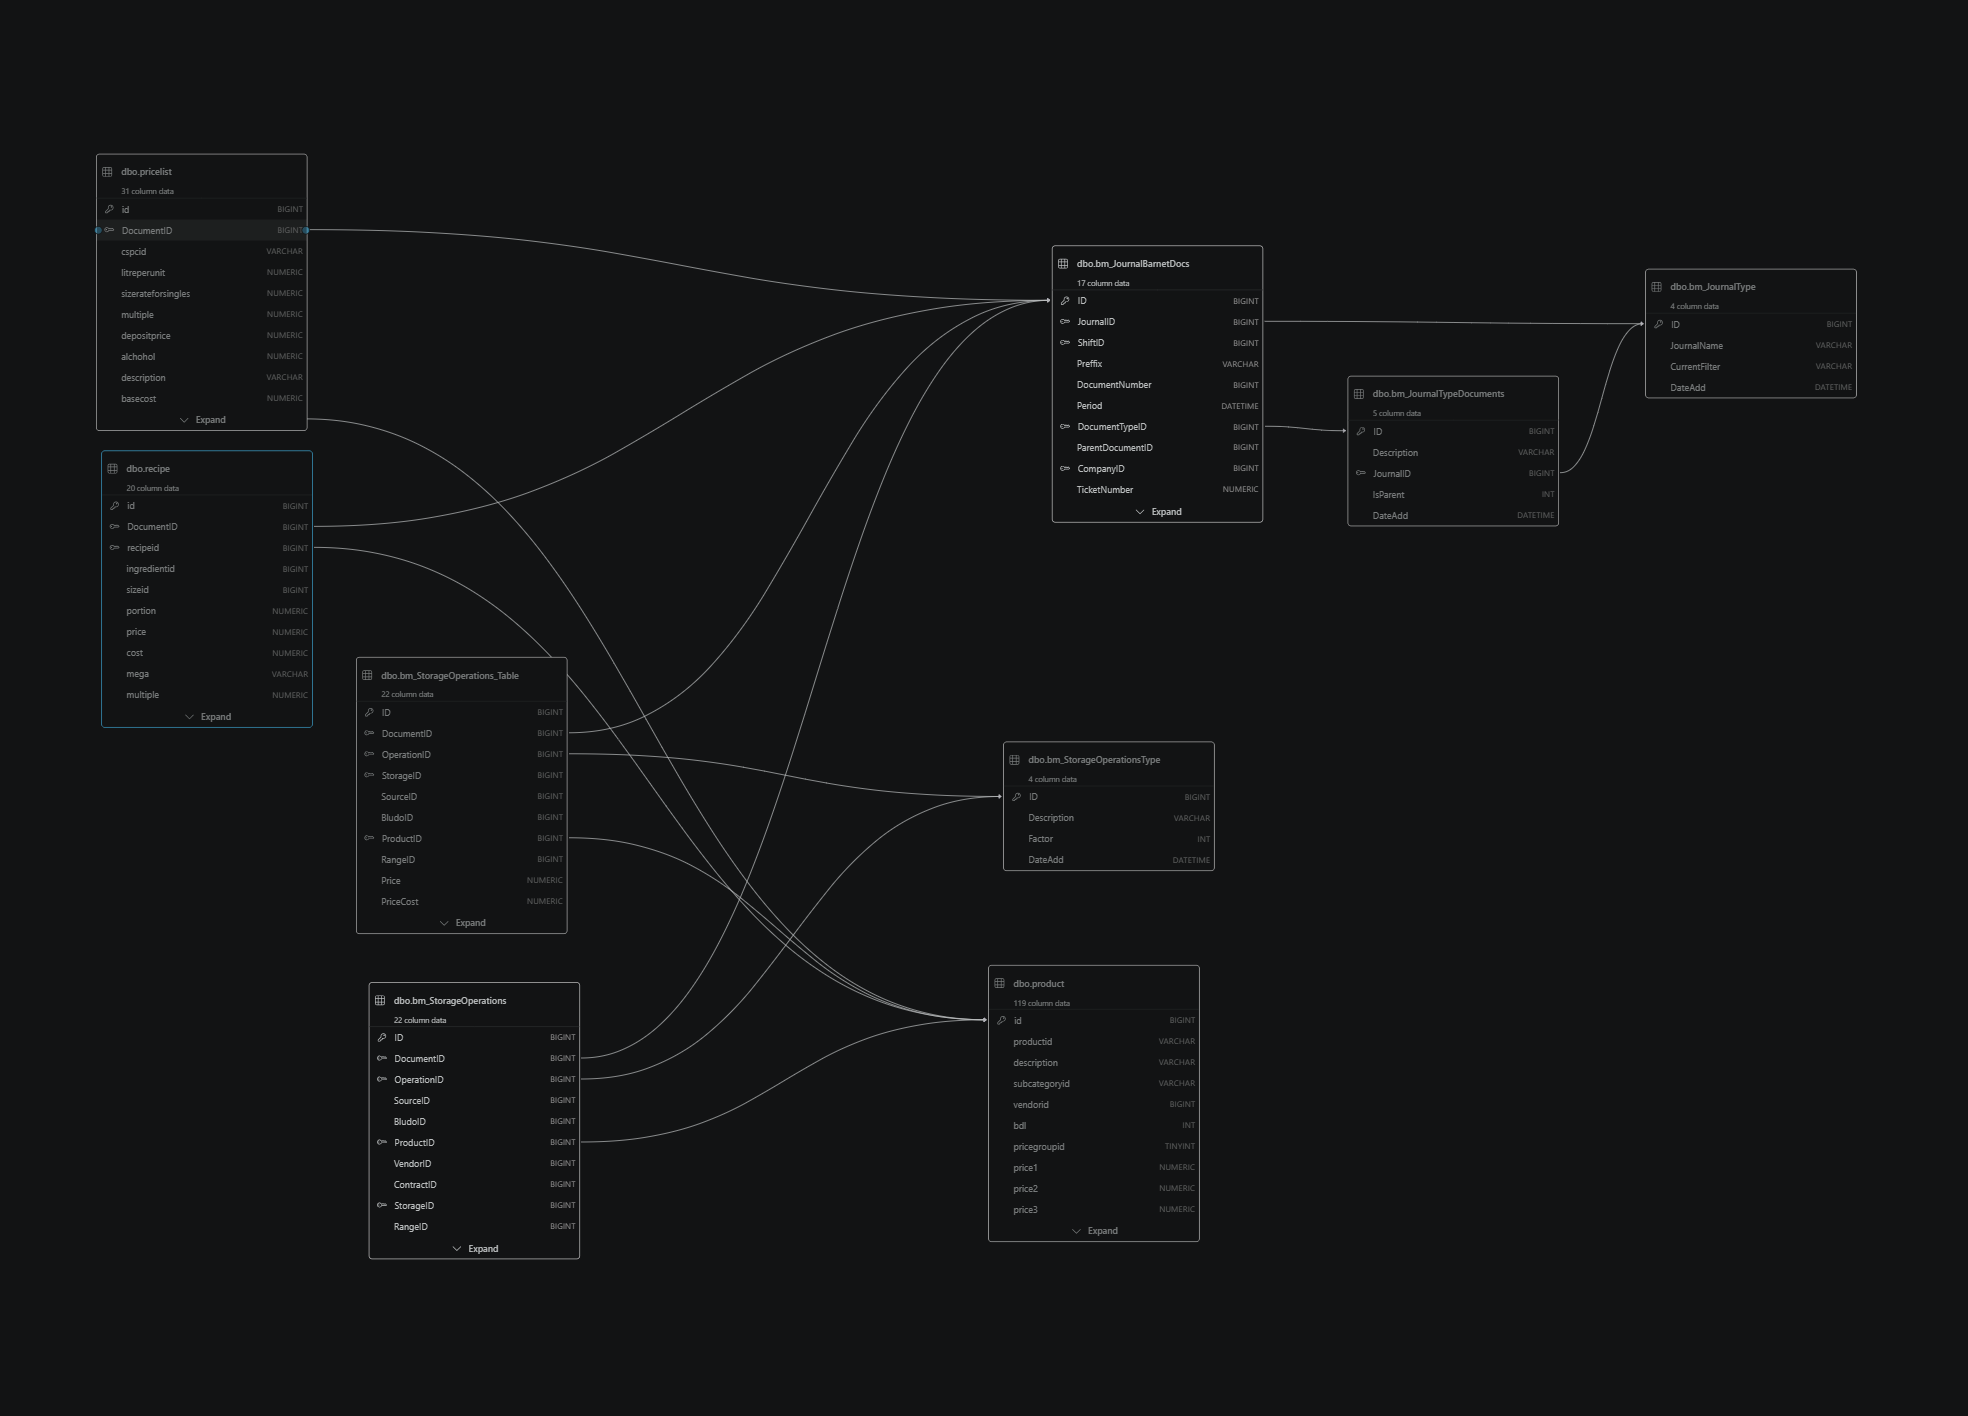 dbo.pricelist
31 column data
id BIGINT
DocumentID BIGINT
cspcid VARCHAR
litreperunit NUMERIC
sizerateforsingles NUMERIC
multiple NUMERIC
depositprice NUMERIC
alchohol NUMERIC
description VARCHAR
basecost NUMERIC
Expand
dbo.recipe
20 column data
id BIGINT
DocumentID BIGINT
recipeid BIGINT
ingredientid BIGINT
sizeid BIGINT
portion NUMERIC
price NUMERIC
cost NUMERIC
mega VARCHAR
multiple NUMERIC
Expand
dbo.bm_StorageOperations_Table
22 column data
ID BIGINT
DocumentID BIGINT
OperationID BIGINT
StorageID BIGINT
SourceID BIGINT
BludoID BIGINT
ProductID BIGINT
RangeID BIGINT
Price NUMERIC
PriceCost NUMERIC
Expand
dbo.bm_StorageOperations
22 column data
ID BIGINT
DocumentID BIGINT
OperationID BIGINT
SourceID BIGINT
BludoID BIGINT
ProductID BIGINT
VendorID BIGINT
ContractID BIGINT
StorageID BIGINT
RangeID BIGINT
Expand
dbo.bm_JournalBarnetDocs
17 column data
ID BIGINT
JournalID BIGINT
ShiftID BIGINT
Preffix VARCHAR
DocumentNumber BIGINT
Period DATETIME
DocumentTypeID BIGINT
ParentDocumentID BIGINT
CompanyID BIGINT
TicketNumber NUMERIC
Expand
dbo.bm_JournalTypeDocuments
5 column data
ID BIGINT
Description VARCHAR
JournalID BIGINT
IsParent INT
DateAdd DATETIME
dbo.bm_JournalType
4 column data
ID BIGINT
JournalName VARCHAR
CurrentFilter VARCHAR
DateAdd DATETIME
dbo.bm_StorageOperationsType
4 column data
ID BIGINT
Description VARCHAR
Factor INT
DateAdd DATETIME
dbo.product
119 column data
id BIGINT
productid VARCHAR
description VARCHAR
subcategoryid VARCHAR
vendorid BIGINT
bdl INT
pricegroupid TINYINT
price1 NUMERIC
price2 NUMERIC
price3 NUMERIC
Expand